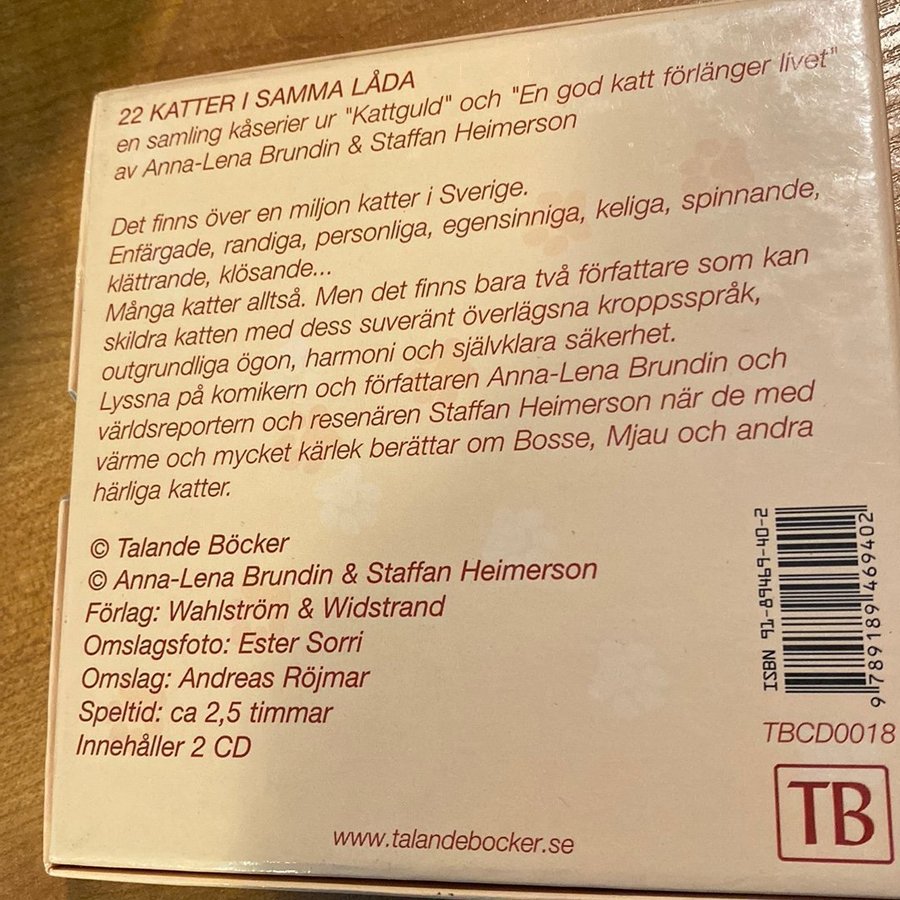 22 KATTER I SAMMA LÅDA
en samling kåserier ur "Kattguld" och "En god katt förlänger livet"
av Anna-Lena Brundin & Staffan Heimerson
Det finns över en miljon katter i Sverige.
Enfärgade, randiga, personliga, egensinniga, keliga, spinnande,
klättrande, klösande...
Många katter alltså. Men det finns bara två författare som kan
skildra katten med dess suveränt överlägsna kroppsspråk,
outgrundliga ögon, harmoni och självklara säkerhet.
Lyssna på komikern och författaren Anna-Lena Brundin och
världsreportern och resenären Staffan Heimerson när de med
värme och mycket kärlek berättar om Bosse, Mjau och andra
härliga katter.
© Talande Böcker
© Anna-Lena Brundin & Staffan Heimerson
Förlag: Wahlström & Widstrand
Omslagsfoto: Ester Sorri
Omslag: Andreas Röjmar
Speltid: ca 2,5 timmar
Innehåller 2 CD
ISBN 91-89469-40-2
9 789189 469402
TBCD0018
TB
www.talandebocker.se